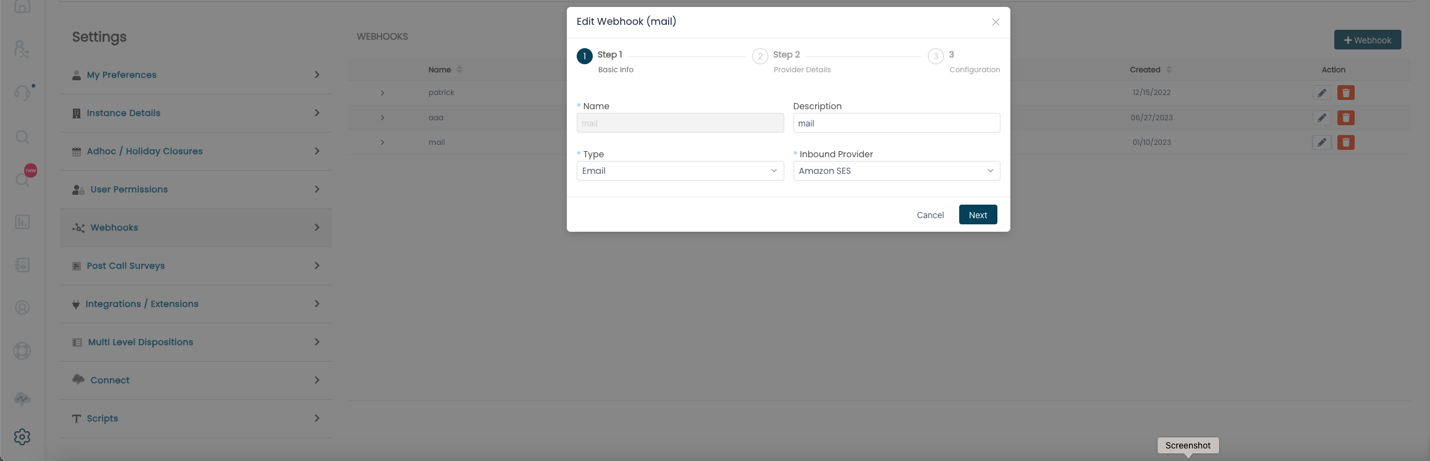 Edit Webhook (mail)
1 Step 1
Basic Info
2 Step 2
Provider Details
3 3
Configuration
* Name
mail
Description
mail
* Type
Email
* Inbound Provider
Amazon SES
Cancel
Next
Settings
My Preferences
Instance Details
Adhoc / Holiday Closures
User Permissions
Webhooks
Post Call Surveys
Integrations / Extensions
Multi Level Dispositions
Connect
Scripts
new
WEBHOOKS
+ Webhook
Name Created Action
patrick 12/15/2022
aaa 06/27/2023
mail 01/10/2023
Screenshot